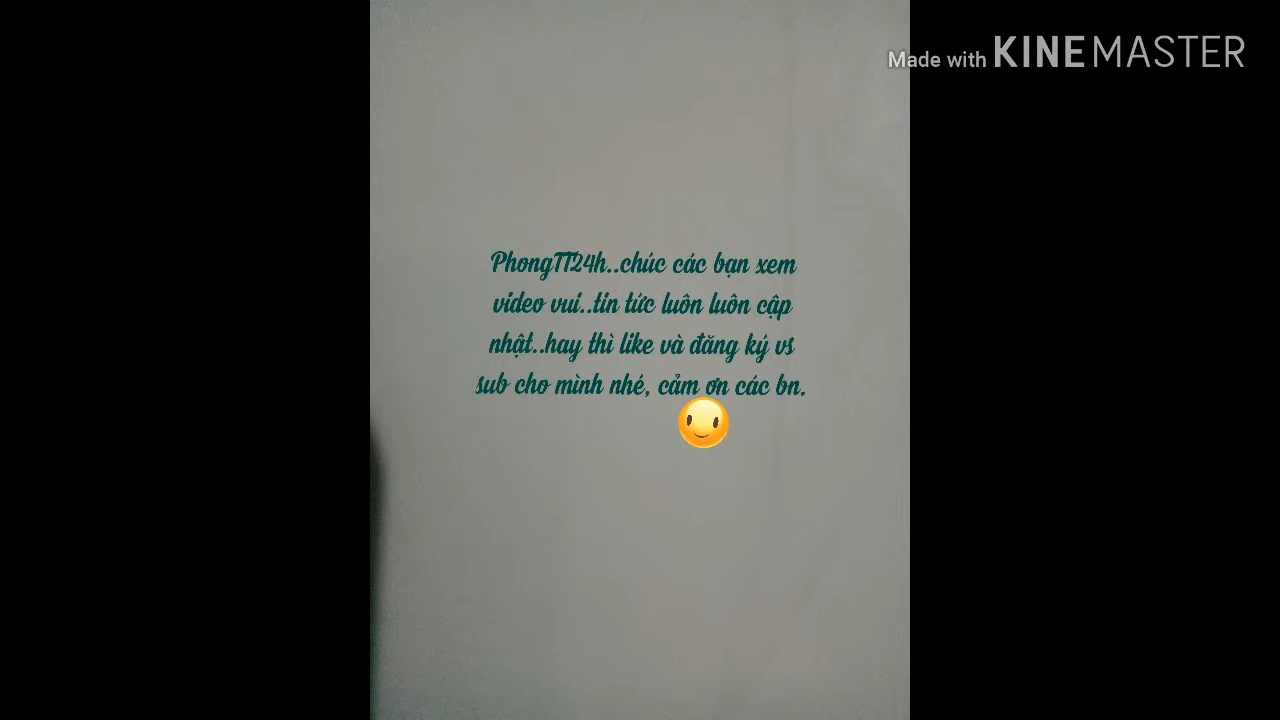 Made with KINEMASTER
PhongTT24h..chúc các bạn xem
video vui..tin tức luôn luôn cập
nhật..hay thì like và đăng ký vs
sub cho mình nhé, cảm ơn các bn.